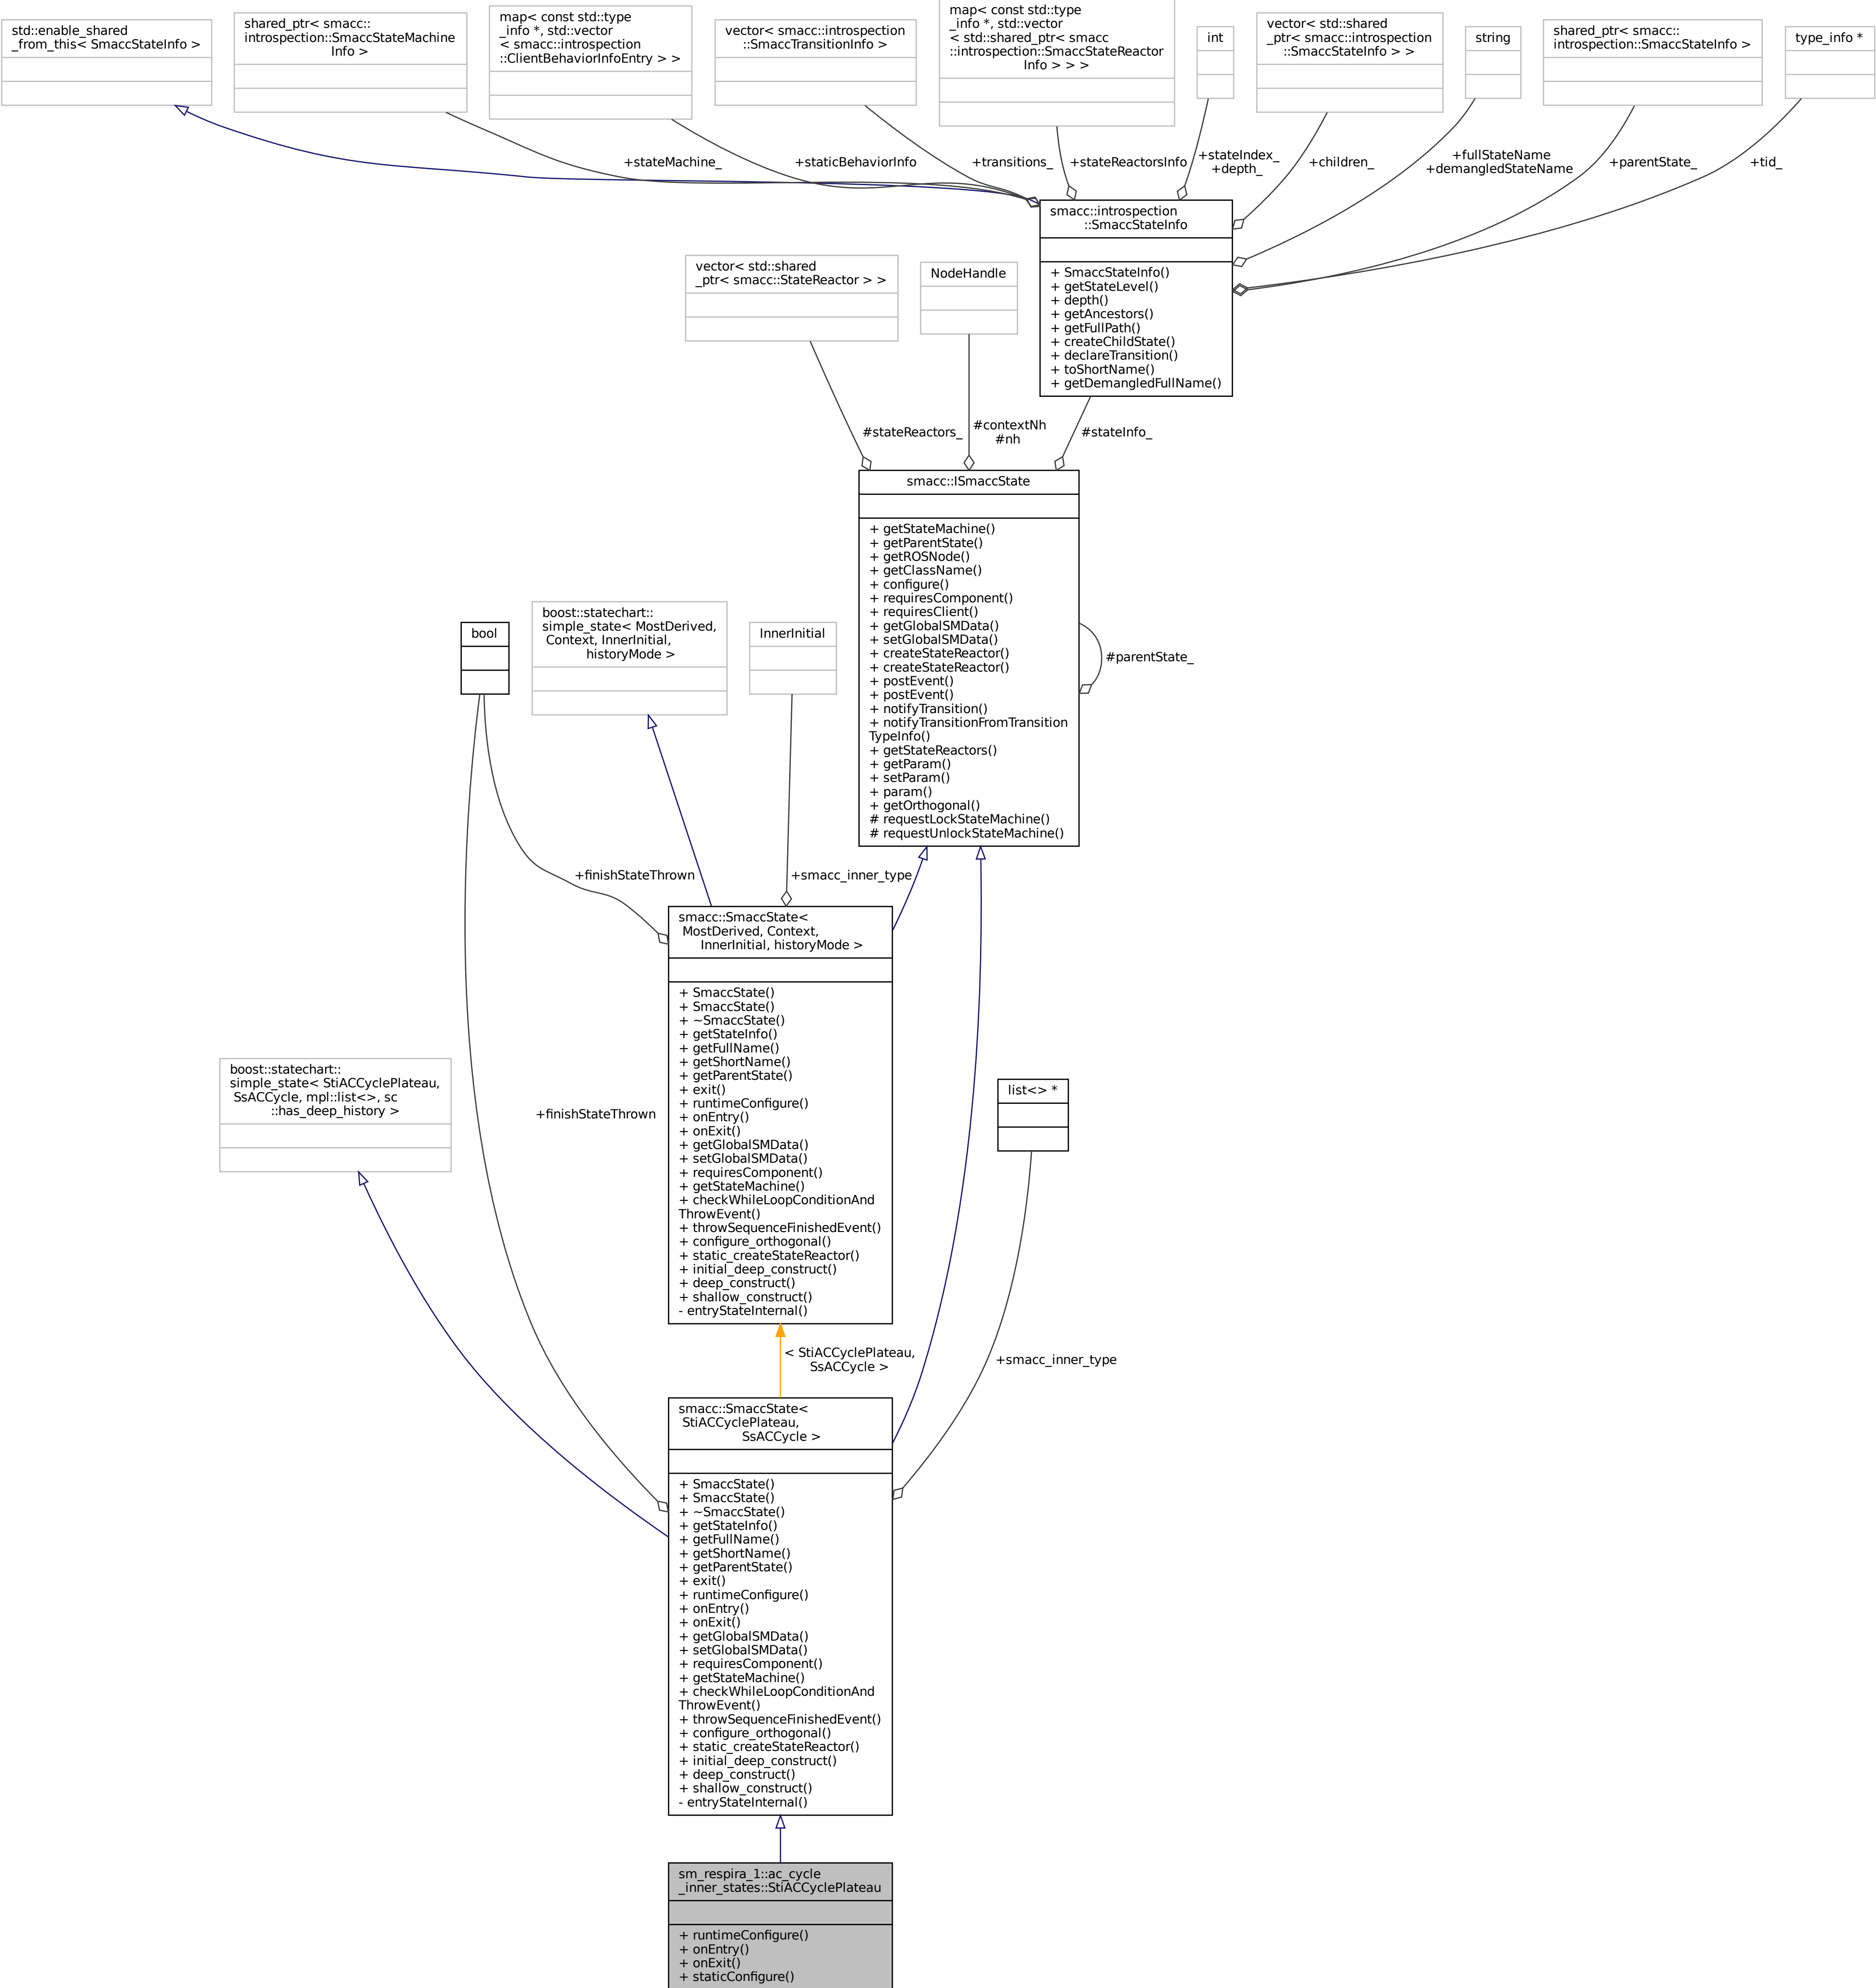 std::enable_shared
_from_this< SmaccStateInfo >
shared_ptr< smacc::
introspection::SmaccStateMachine
Info >
map< const std::type
_info *, std::vector
< smacc::introspection
::ClientBehaviorInfoEntry > >
vector< smacc::introspection
::SmaccTransitionInfo >
map< const std::type
_info *, std::vector
< std::shared_ptr< smacc
::introspection::SmaccStateReactor
Info > > >
int
vector< std::shared
_ptr< smacc::introspection
::SmaccStateInfo > >
string
shared_ptr< smacc::
introspection::SmaccStateInfo >
type_info *
+stateMachine_
+staticBehaviorInfo
+transitions_
+stateReactorsInfo
+stateIndex_
+depth_
+children_
+fullStateName
+demangledStateName
+parentState_
+tid_
smacc::introspection
::SmaccStateInfo
+ SmaccStateInfo()
+ getStateLevel()
+ depth()
+ getAncestors()
+ getFullPath()
+ createChildState()
+ declareTransition()
+ toShortName()
+ getDemangledFullName()
vector< std::shared
_ptr< smacc::StateReactor > >
NodeHandle
#stateReactors_
#contextNh
#nh
#stateInfo_
smacc::ISmaccState
+ getStateMachine()
+ getParentState()
+ getROSNode()
+ getClassName()
+ configure()
+ requiresComponent()
+ requiresClient()
+ getGlobalSMData()
+ setGlobalSMData()
+ createStateReactor()
+ createStateReactor()
+ postEvent()
+ postEvent()
+ notifyTransition()
+ notifyTransitionFromTransition
TypeInfo()
+ getStateReactors()
+ getParam()
+ setParam()
+ param()
+ getOrthogonal()
# requestLockStateMachine()
# requestUnlockStateMachine()
#parentState_
bool
boost::statechart::
simple_state< MostDerived,
Context, InnerInitial,
historyMode >
InnerInitial
+finishStateThrown
+smacc_inner_type
smacc::SmaccState<
MostDerived, Context,
InnerInitial, historyMode >
+ SmaccState()
+ SmaccState()
+ ~SmaccState()
+ getStateInfo()
+ getFullName()
+ getShortName()
+ getParentState()
+ exit()
+ runtimeConfigure()
+ onEntry()
+ onExit()
+ getGlobalSMData()
+ setGlobalSMData()
+ requiresComponent()
+ getStateMachine()
+ checkWhileLoopConditionAnd
ThrowEvent()
+ throwSequenceFinishedEvent()
+ configure_orthogonal()
+ static_createStateReactor()
+ initial_deep_construct()
+ deep_construct()
+ shallow_construct()
- entryStateInternal()
boost::statechart::
simple_state< StiACCyclePlateau,
SsACCycle, mpl::list<>, sc
::has_deep_history >
+finishStateThrown
list<> *
< StiACCyclePlateau,
SsACCycle >
+smacc_inner_type
smacc::SmaccState<
StiACCyclePlateau,
SsACCycle >
+ SmaccState()
+ SmaccState()
+ ~SmaccState()
+ getStateInfo()
+ getFullName()
+ getShortName()
+ getParentState()
+ exit()
+ runtimeConfigure()
+ onEntry()
+ onExit()
+ getGlobalSMData()
+ setGlobalSMData()
+ requiresComponent()
+ getStateMachine()
+ checkWhileLoopConditionAnd
ThrowEvent()
+ throwSequenceFinishedEvent()
+ configure_orthogonal()
+ static_createStateReactor()
+ initial_deep_construct()
+ deep_construct()
+ shallow_construct()
- entryStateInternal()
sm_respira_1::ac_cycle
_inner_states::StiACCyclePlateau
+ runtimeConfigure()
+ onEntry()
+ onExit()
+ staticConfigure()